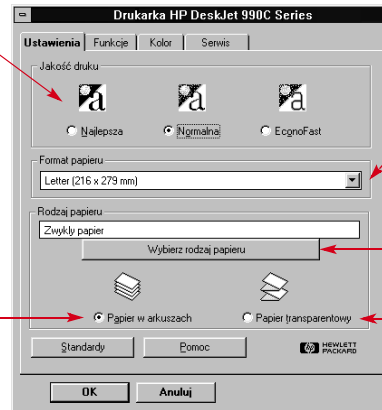 Drukarka HP DeskJet 990C Series
Ustawienia Funkcje Kolor Serwis
Jakość druku
Najlepsza Normalna EconoFast
Format papieru
Letter (216 x 279 mm)
Rodzaj papieru
Zwykły papier
Wybierz rodzaj papieru
Papier w arkuszach Papier transparentowy
Standardy Pomoc hp HEWLETT
PACKARD
OK Anuluj